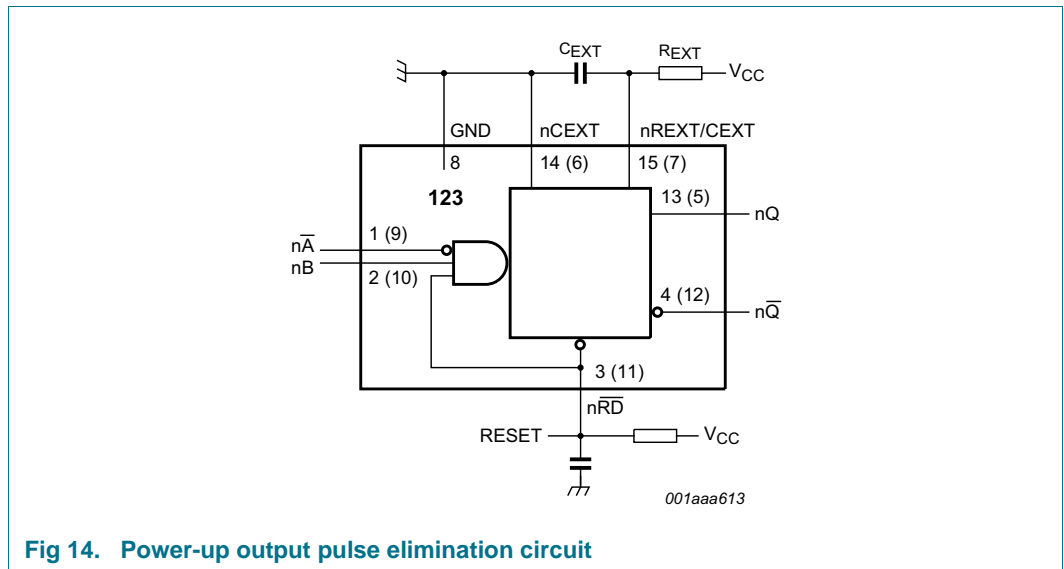 CEXT
REXT
VCC
GND
nCEXT
nREXT/CEXT
8
14 (6)
15 (7)
123
13 (5)
nQ
1 (9)
nA̅
nB
2 (10)
4 (12)
nQ̅
3 (11)
nR̅D̅
RESET
VCC
001aaa613
Fig 14. Power-up output pulse elimination circuit